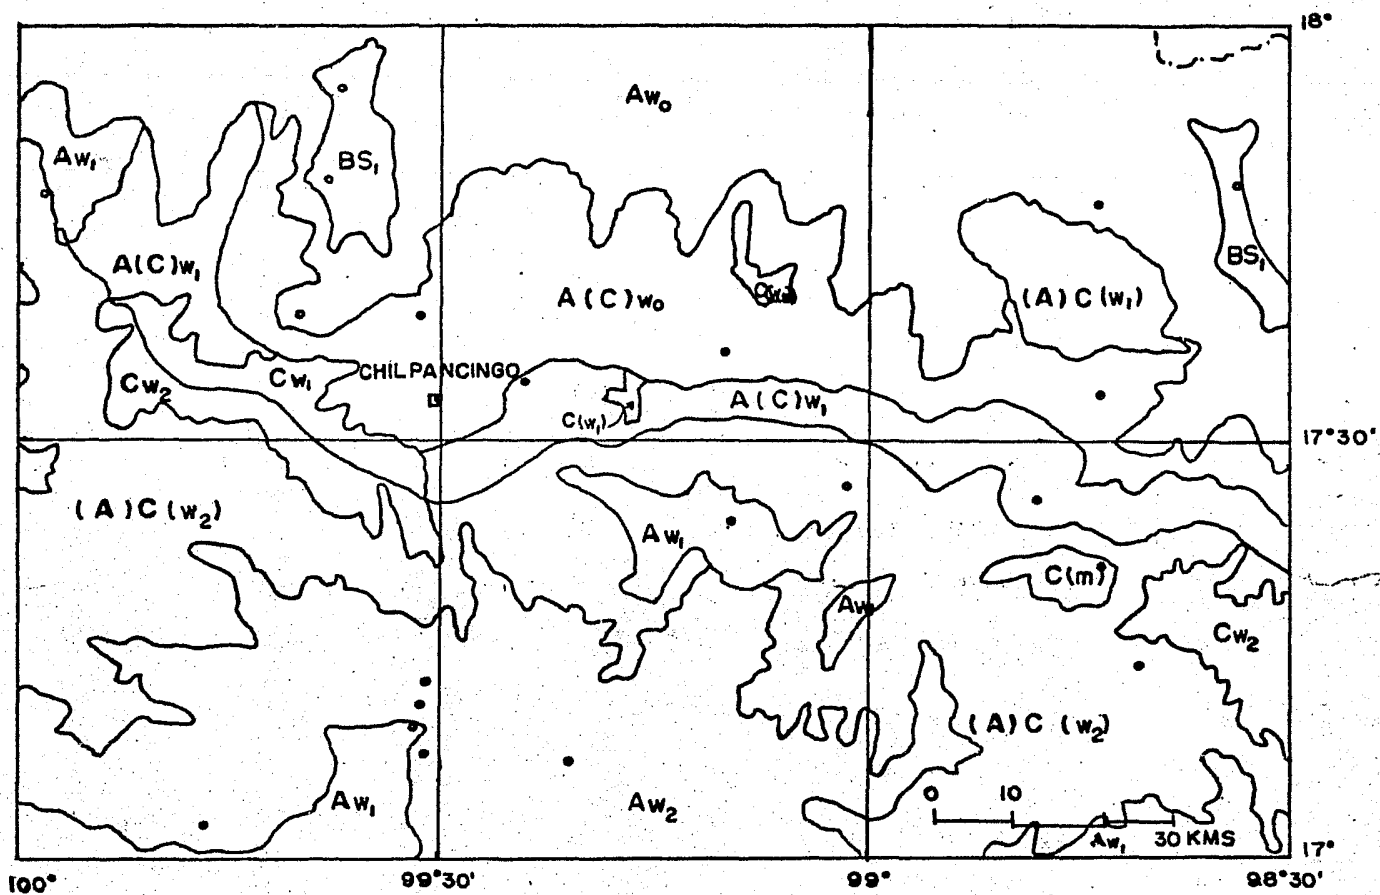 18°
Aw₀
Aw₁
BS₁
BS₁
A(C)w₁
A(C)w₀
(A)C(w₁)
CHILPANCINGO
Cw₂
Cw₁
A(C)w₁
C(w₁)
17°30'
(A)C(w₂)
Aw₁
C(m)
Aw
Cw₂
(A)C(w₂)
0 10
Aw₁
Aw₂
Aw₁
30 KMS
17°
100°
99°30'
99°
98°30'